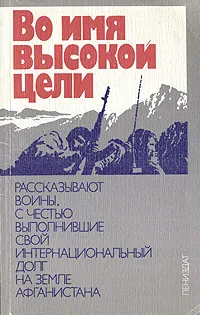 Во имя
высокой
цели
РАССКАЗЫВАЮТ
ВОИНЫ,
С ЧЕСТЬЮ
ВЫПОЛНИВШИЕ
СВОЙ
ИНТЕРНАЦИОНАЛЬНЫЙ
ДОЛГ
НА ЗЕМЛЕ
АФГАНИСТАНА
ЛЕНИЗДАТ